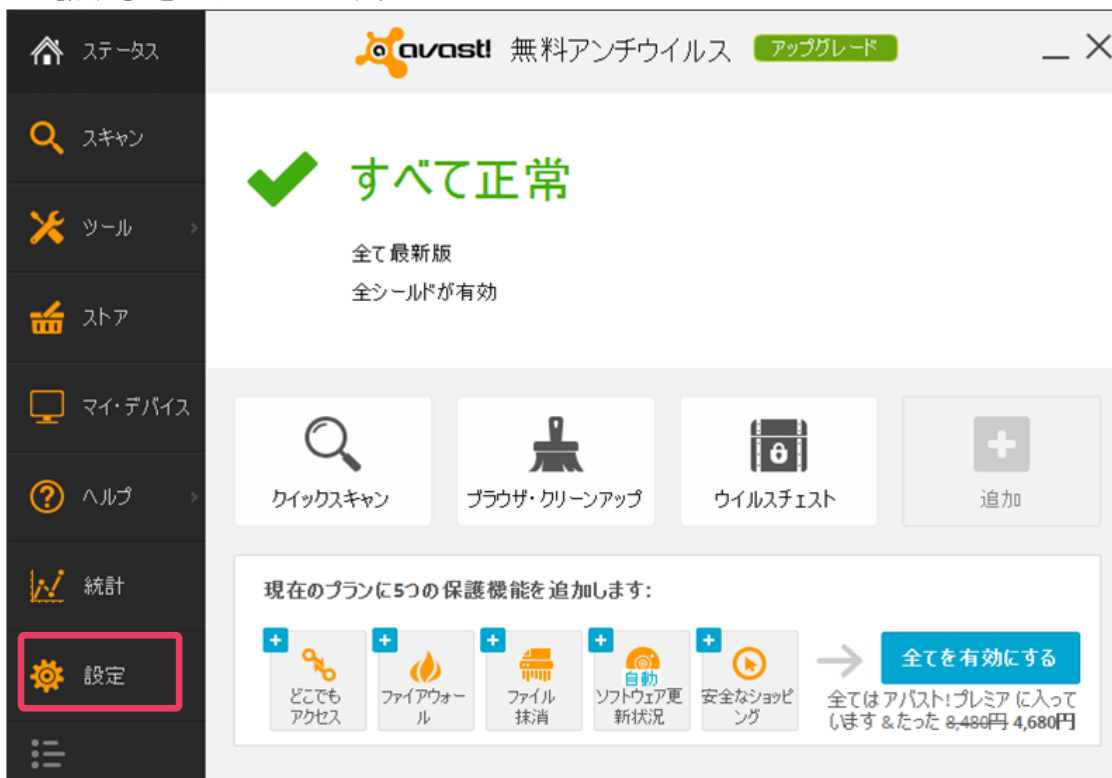 ステータス
avast! 無料アンチウイルス アップグレード
スキャン
すべて正常
ツール
全て最新版
全シールドが有効
ストア
マイ・デバイス
クイックスキャン
ブラウザ・クリーンアップ
ウイルスチェスト
追加
ヘルプ
統計
現在のプランに5つの保護機能を追加します:
設定
どこでも
アクセス
ファイアウォー
ル
ファイル
抹消
自動
ソフトウェア更
新状況
安全なショッピ
ング
全てを有効にする
全ては アバスト!プレミア に入って
います &たった 8,480円 4,680円